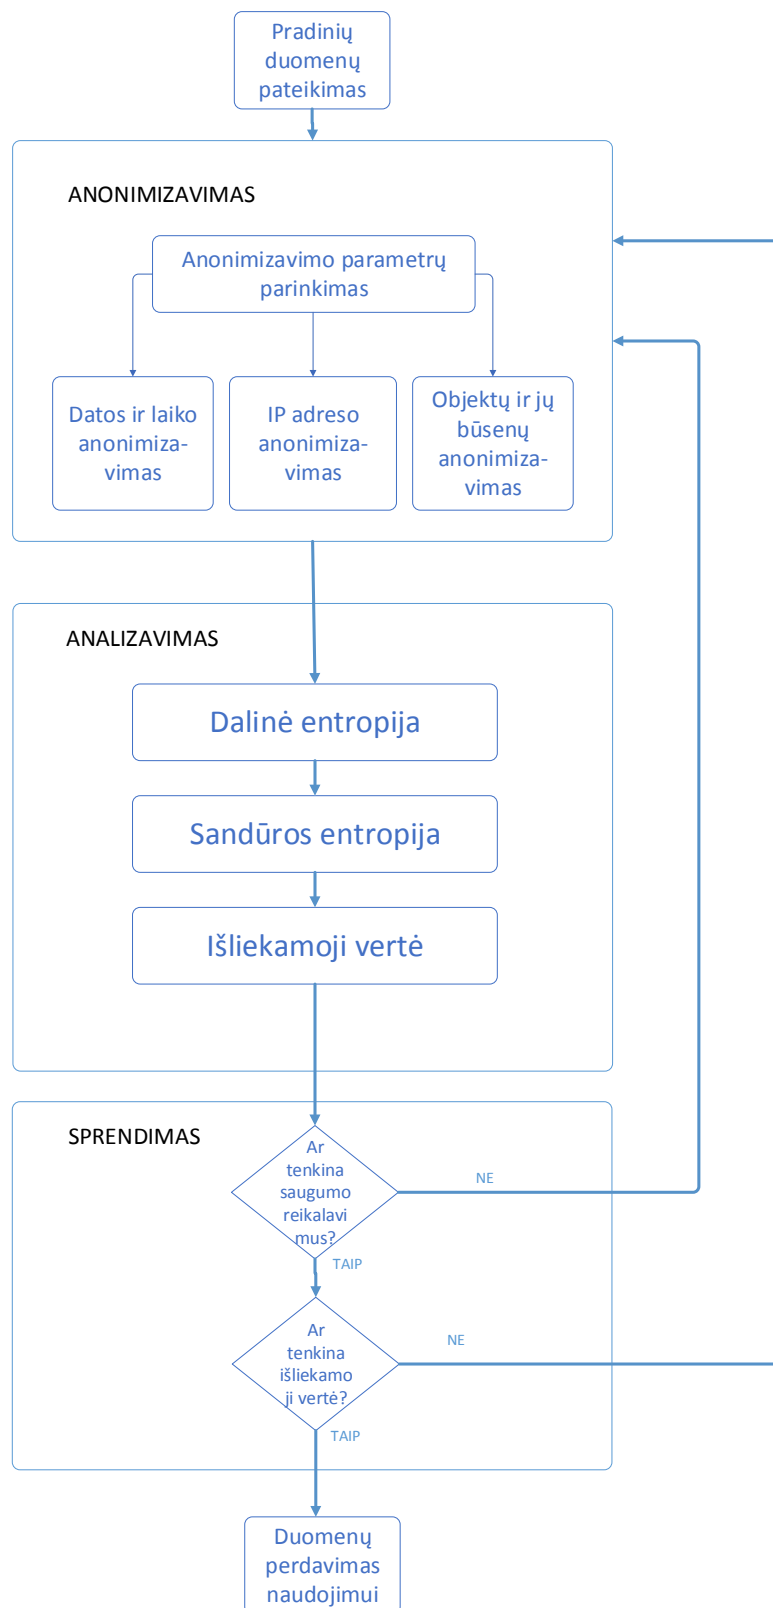 Pradinių
duomenų
pateikimas
ANONIMIZAVIMAS
Anonimizavimo parametrų
parinkimas
Datos ir laiko
anonimiza-
vimas
IP adreso
anonimiza-
vimas
Objektų ir jų
būsenų
anonimiza-
vimas
ANALIZAVIMAS
Dalinė entropija
Sandūros entropija
Išliekamoji vertė
SPRENDIMAS
Ar
tenkina
saugumo
reikalavi
mus?
NE
TAIP
Ar
tenkina
išliekamo
ji vertė?
NE
TAIP
Duomenų
perdavimas
naudojimui